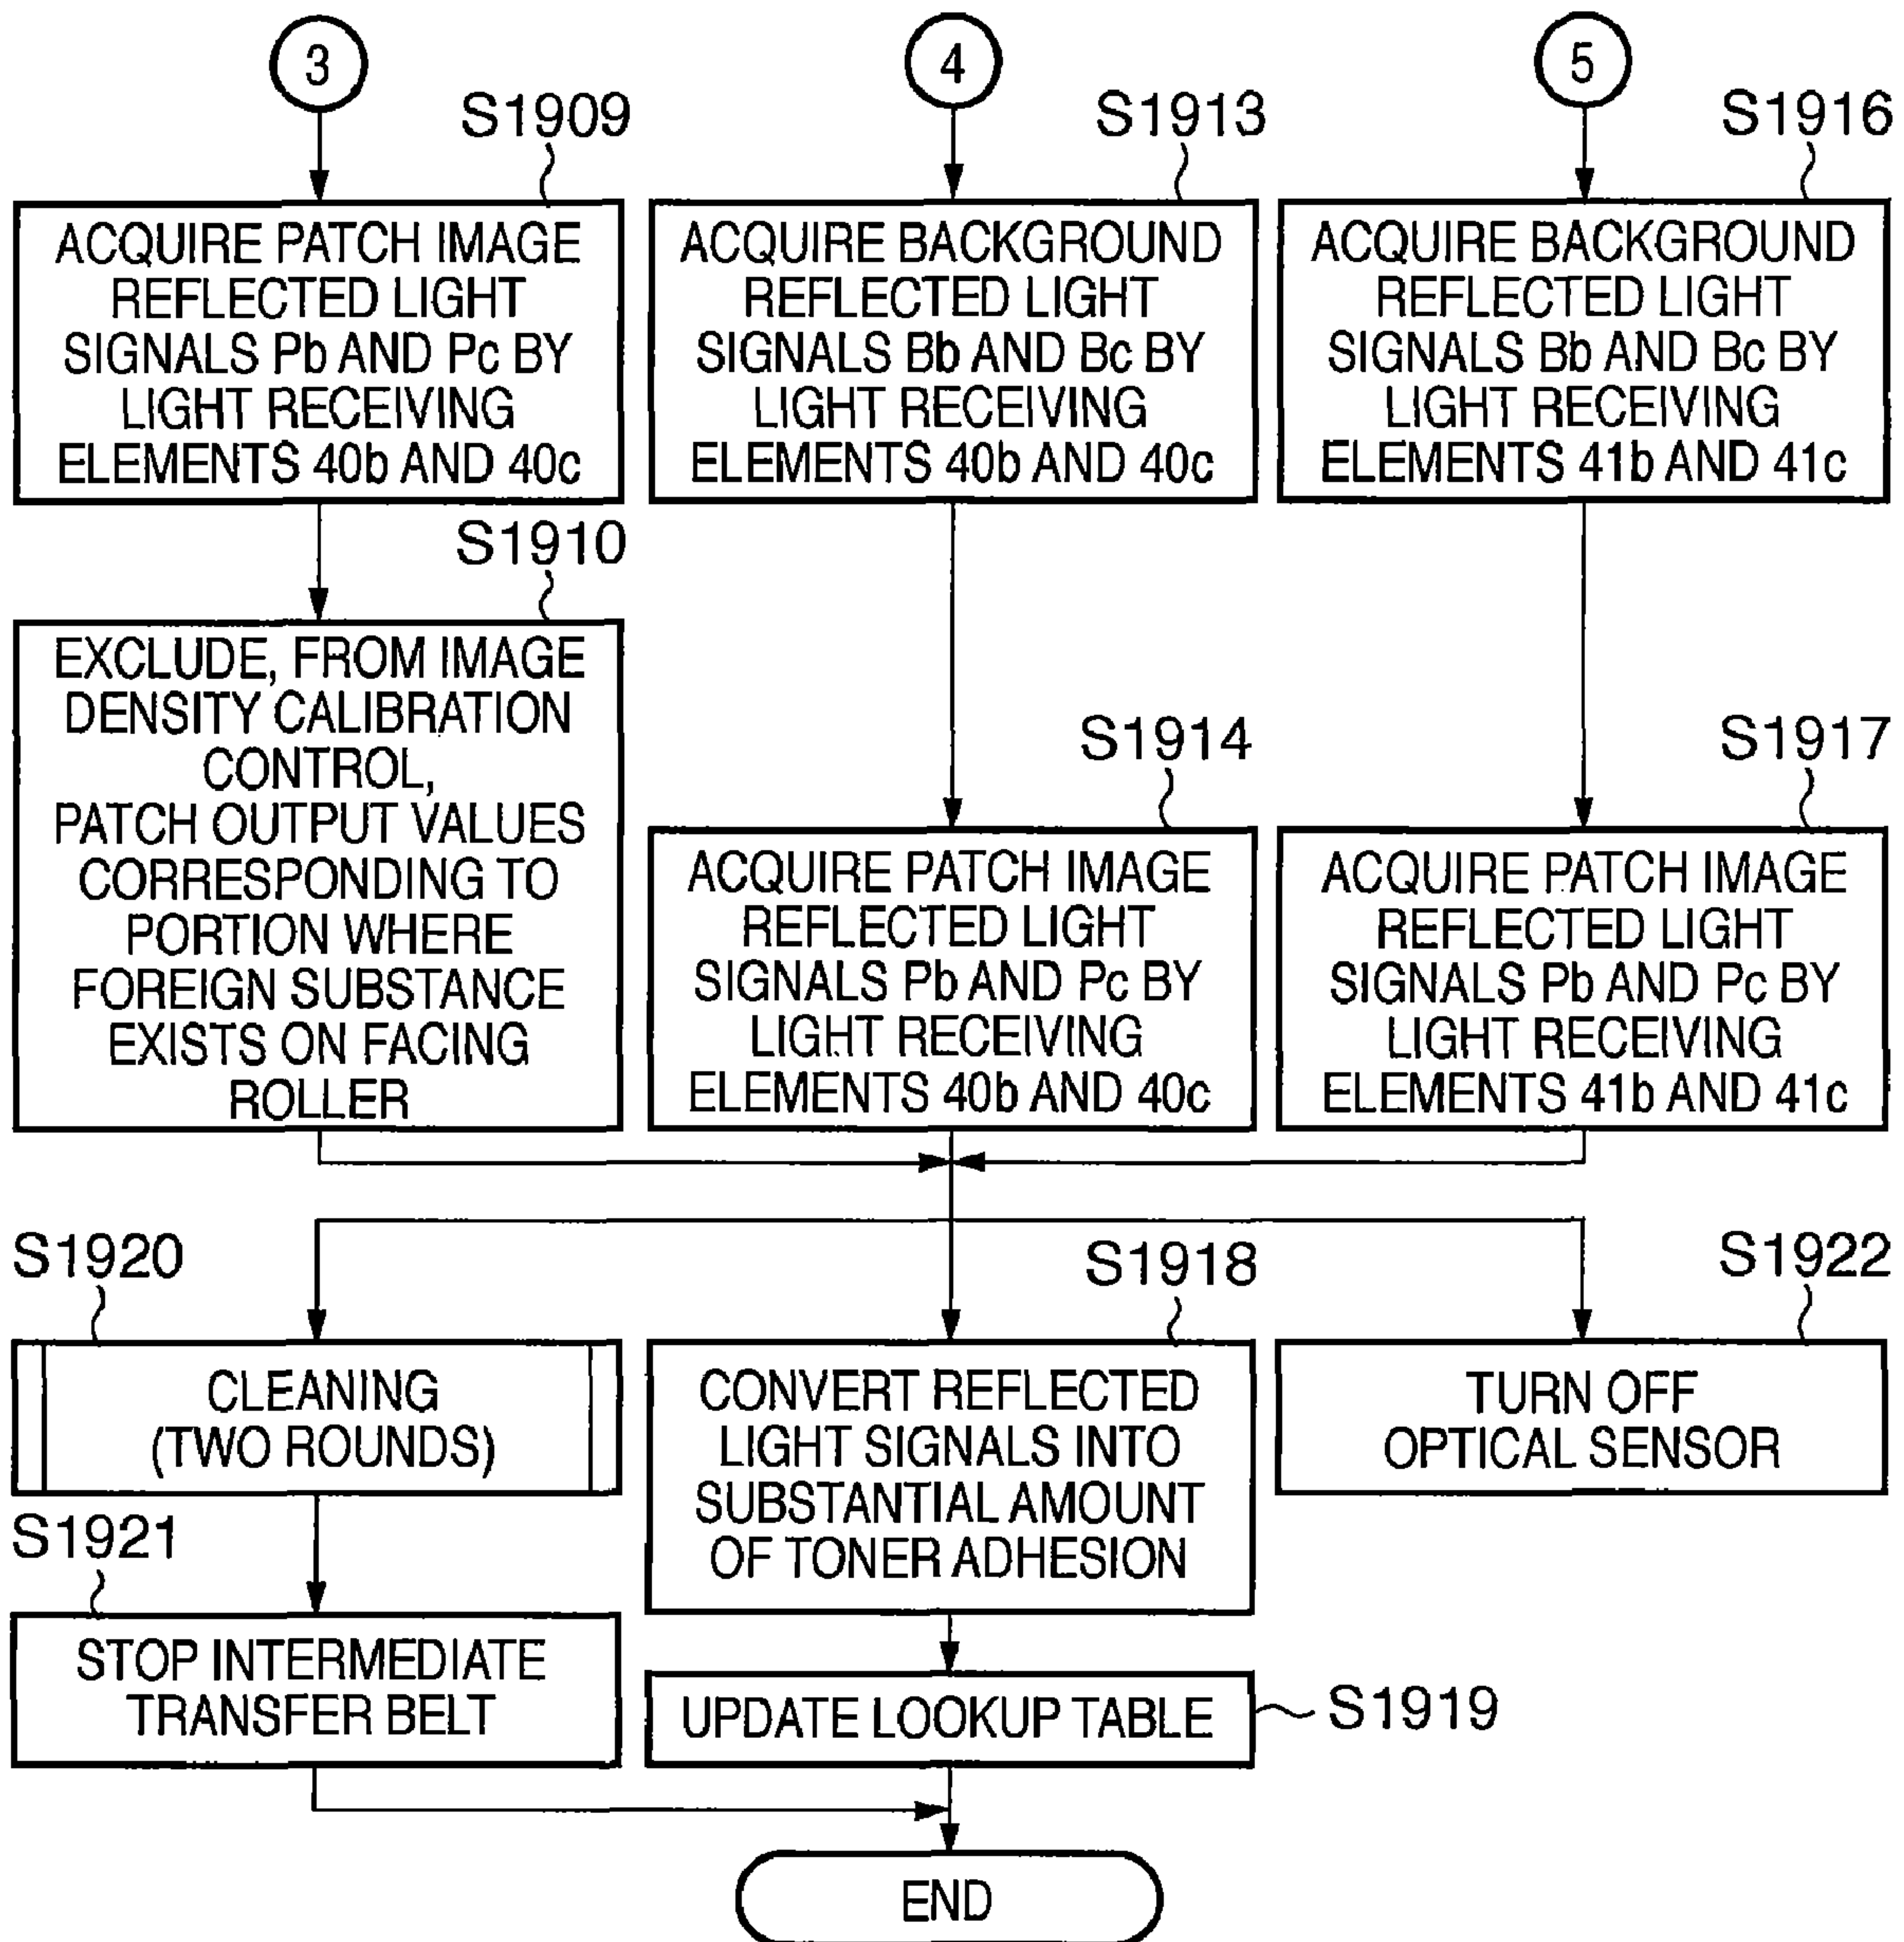 3
4
5
S1909
S1913
S1916
ACQUIRE PATCH IMAGE
REFLECTED LIGHT
SIGNALS Pb AND Pc BY
LIGHT RECEIVING
ELEMENTS 40b AND 40c
ACQUIRE BACKGROUND
REFLECTED LIGHT
SIGNALS Bb AND Bc BY
LIGHT RECEIVING
ELEMENTS 40b AND 40c
ACQUIRE BACKGROUND
REFLECTED LIGHT
SIGNALS Bb AND Bc BY
LIGHT RECEIVING
ELEMENTS 41b AND 41c
S1910
EXCLUDE, FROM IMAGE
DENSITY CALIBRATION
CONTROL,
PATCH OUTPUT VALUES
CORRESPONDING TO
PORTION WHERE
FOREIGN SUBSTANCE
EXISTS ON FACING
ROLLER
S1914
ACQUIRE PATCH IMAGE
REFLECTED LIGHT
SIGNALS Pb AND Pc BY
LIGHT RECEIVING
ELEMENTS 40b AND 40c
S1917
ACQUIRE PATCH IMAGE
REFLECTED LIGHT
SIGNALS Pb AND Pc BY
LIGHT RECEIVING
ELEMENTS 41b AND 41c
S1920
CLEANING
(TWO ROUNDS)
S1918
CONVERT REFLECTED
LIGHT SIGNALS INTO
SUBSTANTIAL AMOUNT
OF TONER ADHESION
S1922
TURN OFF
OPTICAL SENSOR
S1921
STOP INTERMEDIATE
TRANSFER BELT
UPDATE LOOKUP TABLE
S1919
END